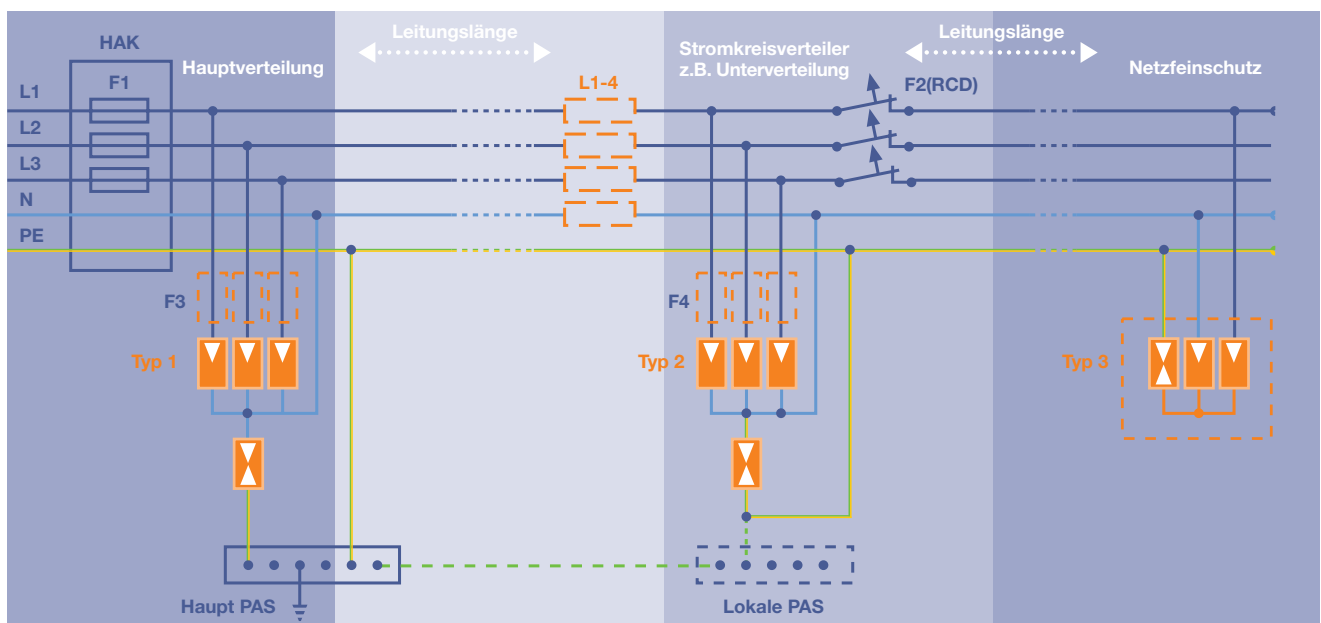 HAK
F1
Hauptverteilung
Leitungslänge
L1-4
Stromkreisverteiler
z.B. Unterverteilung
F2(RCD)
Leitungslänge
Netzfeinschutz
L1
L2
L3
N
PE
F3
Typ 1
F4
Typ 2
Typ 3
Haupt PAS
Lokale PAS